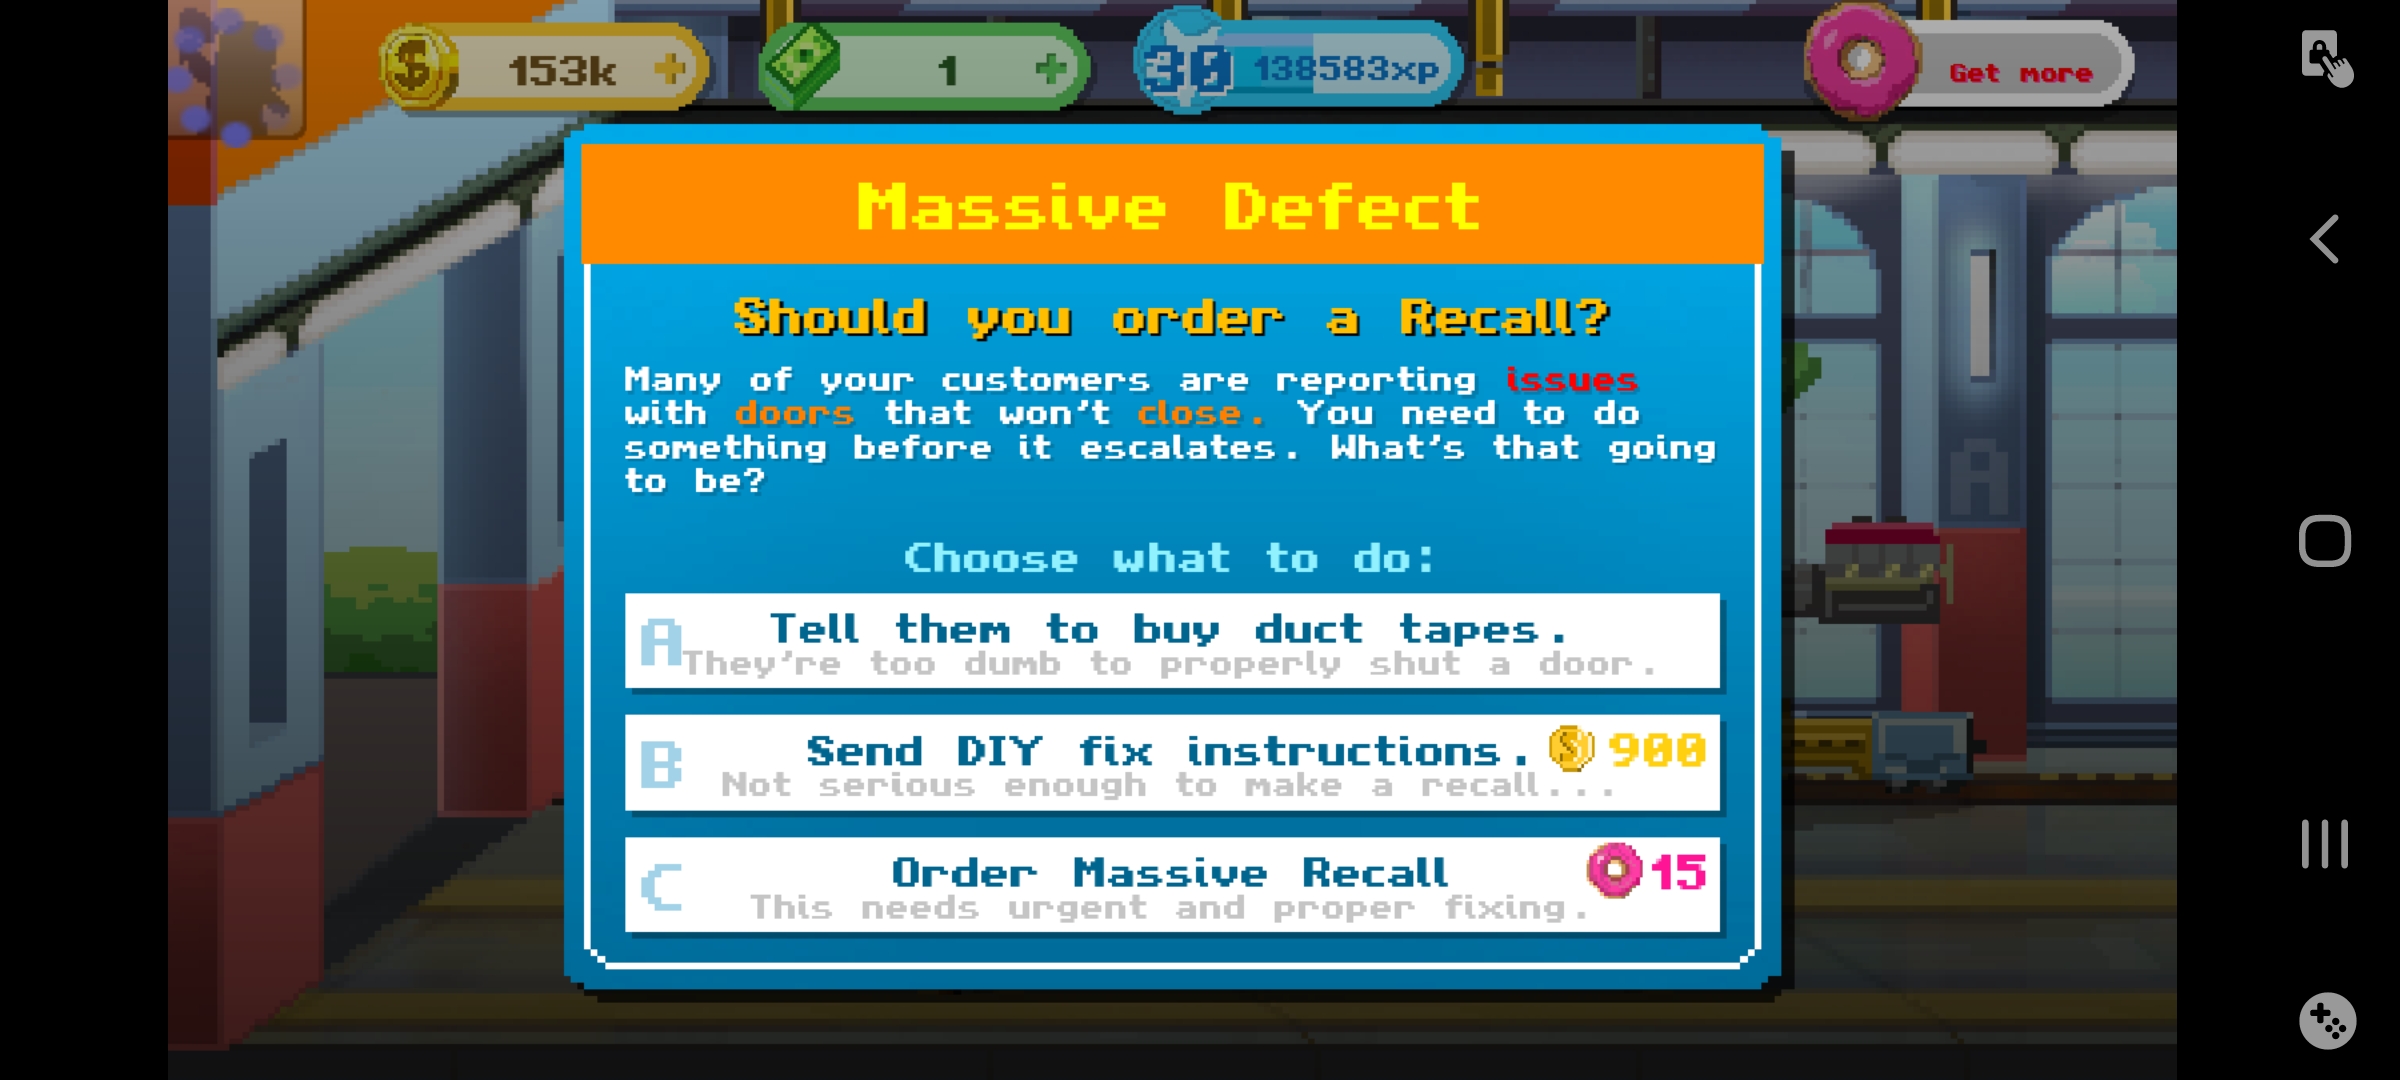 153k
1
30
138583xp
Get more
Massive Defect
Should you order a Recall?
Many of your customers are reporting issues
with doors that won't close. You need to do
something before it escalates. What's that going
to be?
Choose what to do:
A
Tell them to buy duct tapes.
They're too dumb to properly shut a door.
B
Send DIY fix instructions.
900
Not serious enough to make a recall...
C
Order Massive Recall
15
This needs urgent and proper fixing.
A